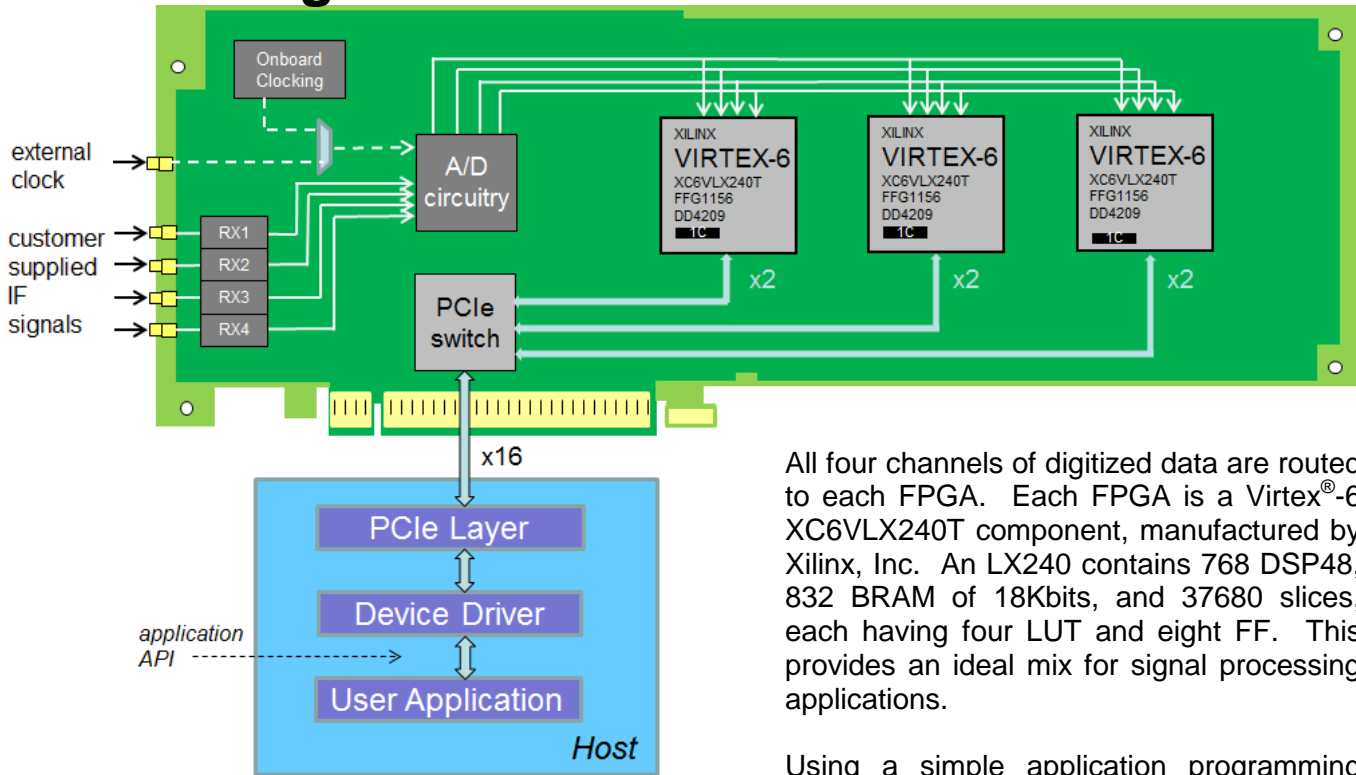 Onboard
Clocking
external
clock
A/D
circuitry
XILINX
VIRTEX-6
XC6VLX240T
FFG1156
DD4209
1C
XILINX
VIRTEX-6
XC6VLX240T
FFG1156
DD4209
1C
XILINX
VIRTEX-6
XC6VLX240T
FFG1156
DD4209
1C
customer
supplied
IF
signals
RX1
RX2
RX3
RX4
x2
x2
x2
PCIe
switch
x16
PCIe Layer
Device Driver
application
API
User Application
Host
All four channels of digitized data are routed
to each FPGA. Each FPGA is a Virtex®-6
XC6VLX240T component, manufactured by
Xilinx, Inc. An LX240 contains 768 DSP48,
832 BRAM of 18Kbits, and 37680 slices,
each having four LUT and eight FF. This
provides an ideal mix for signal processing
applications.
Using a simple application programming